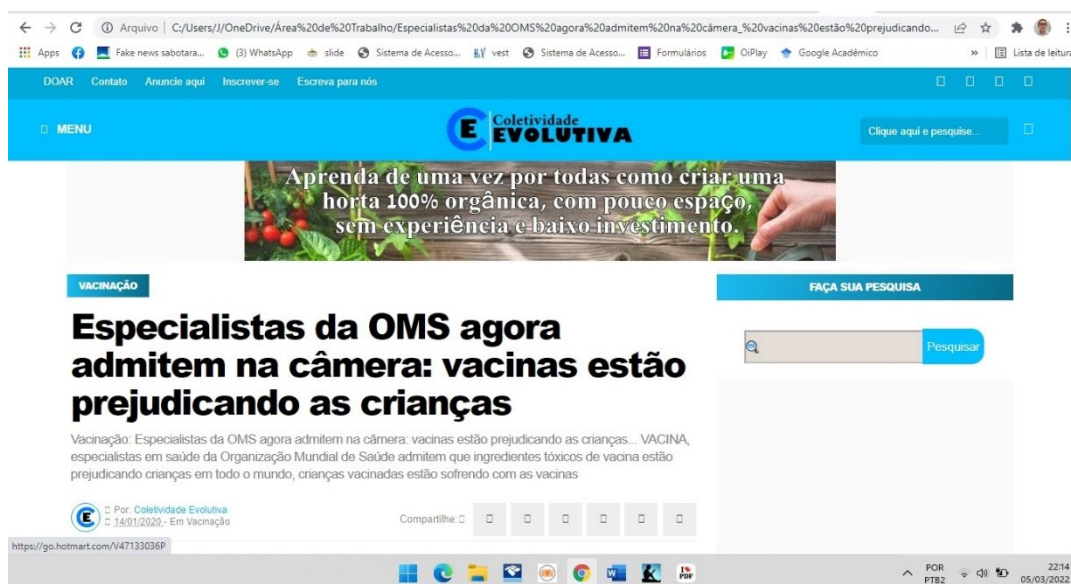 Arquivo | C:/Users/J/OneDrive/Área%20de%20Trabalho/Especialistas%20da%20OMS%20agora%20admitem%20na%20câmera_%20vacinas%20estão%20prejudicando...
Apps Fake news sabotara... (3) WhatsApp slide Sistema de Acesso... vest Sistema de Acesso... Formulários OiPlay Google Acadêmico » Lista de leitura
DOAR Contato Anuncie aqui Inscrever-se Escreva para nós
MENU
E Coletividade
EVOLUTIVA
Clique aqui e pesquise...
Aprenda de uma vez por todas como criar uma
horta 100% orgânica, com pouco espaço,
sem experiência e baixo investimento.
VACINAÇÃO
FAÇA SUA PESQUISA
Especialistas da OMS agora
admitem na câmera: vacinas estão
prejudicando as crianças
Pesquisar
Vacinação: Especialistas da OMS agora admitem na câmera: vacinas estão prejudicando as crianças... VACINA,
especialistas em saúde da Organização Mundial de Saúde admitem que ingredientes tóxicos de vacina estão
prejudicando crianças em todo o mundo, crianças vacinadas estão sofrendo com as vacinas
Por: Coletividade Evolutiva
14/01/2020 - Em Vacinação
Compartilhe:
https://go.hotmart.com/V47133036P
POR
PTB2
22:14
05/03/2022